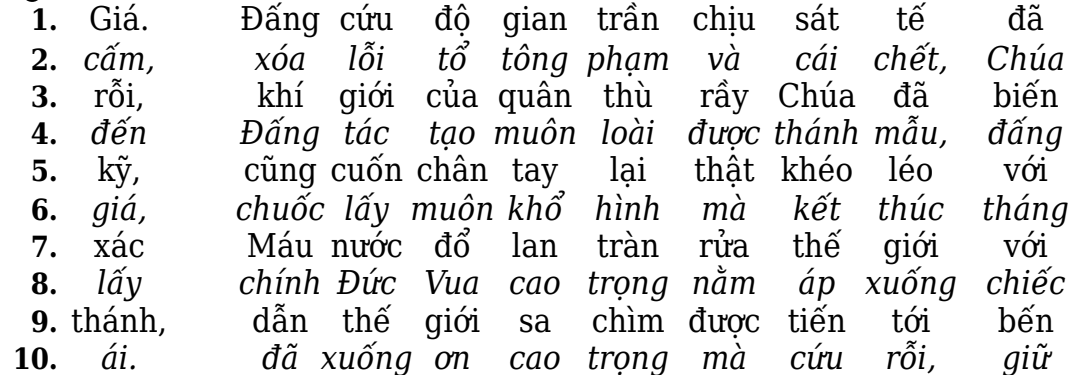 1. Giá. Đấng cứu độ gian trần chịu sát tế đã
2. cấm, xóa lỗi tổ tông phạm và cái chết, Chúa
3. rỗi, khí giới của quân thù rầy Chúa đã biến
4. đến Đấng tác tạo muôn loài được thánh mẫu, đấng
5. kỹ, cũng cuốn chân tay lại thật khéo léo với
6. giá, chuốc lấy muôn khổ hình mà kết thúc tháng
7. xác Máu nước đổ lan tràn rửa thế giới với
8. lấy chính Đức Vua cao trọng nằm áp xuống chiếc
9. thánh, dẫn thế giới sa chìm được tiến tới bến
10. ái. đã xuống ơn cao trọng mà cứu rỗi, giữ